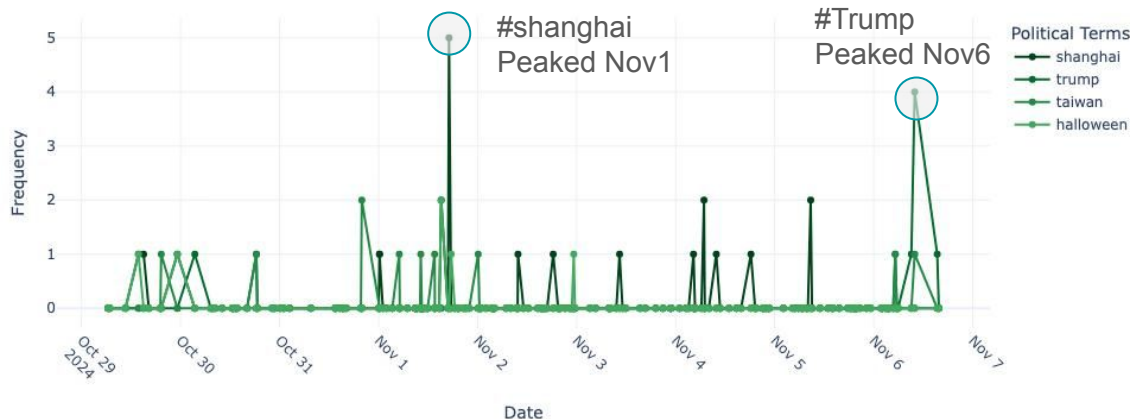 #shanghai
Peaked Nov1
#Trump
Peaked Nov6
Political Terms
shanghai
trump
taiwan
halloween
Frequency
5
4
3
2
1
0
Oct 29
2024
Oct 30
Oct 31
Nov 1
Nov 2
Nov 3
Nov 4
Nov 5
Nov 6
Nov 7
Date